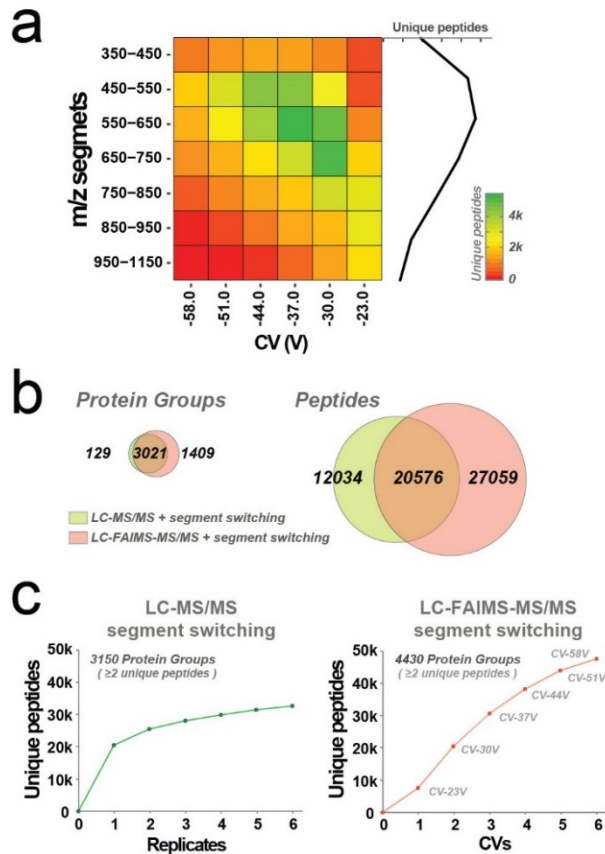 a
Unique peptides
350–450
450–550
550–650
650–750
750–850
850–950
950–1150
m/z segmets
-58.0
-51.0
-44.0
-37.0
-30.0
-23.0
CV (V)
Unique peptides
4k
2k
0
b
Protein Groups
129
3021
1409
Peptides
12034
20576
27059
LC-MS/MS + segment switching
LC-FAIMS-MS/MS + segment switching
c
LC-MS/MS
segment switching
3150 Protein Groups
( ≥2 unique peptides )
Unique peptides
50k
40k
30k
20k
10k
0
0 1 2 3 4 5 6
Replicates
LC-FAIMS-MS/MS
segment switching
4430 Protein Groups
( ≥2 unique peptides )
Unique peptides
50k
40k
30k
20k
10k
0
CV-58V
CV-51V
CV-44V
CV-37V
CV-30V
CV-23V
0 1 2 3 4 5 6
CVs